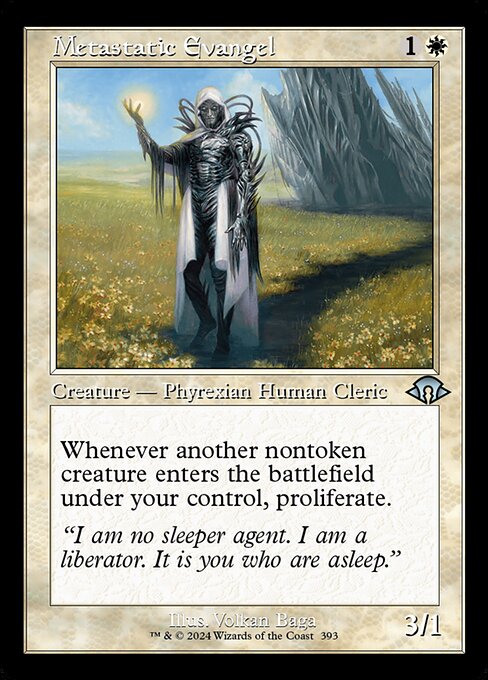 Metastatic Evangel 1
Creature — Phyrexian Human Cleric
Whenever another nontoken
creature enters the battlefield
under your control, proliferate.
“I am no sleeper agent. I am a
liberator. It is you who are asleep.”
Illus. Volkan Baga
™ & © 2024 Wizards of the Coast 393
3/1